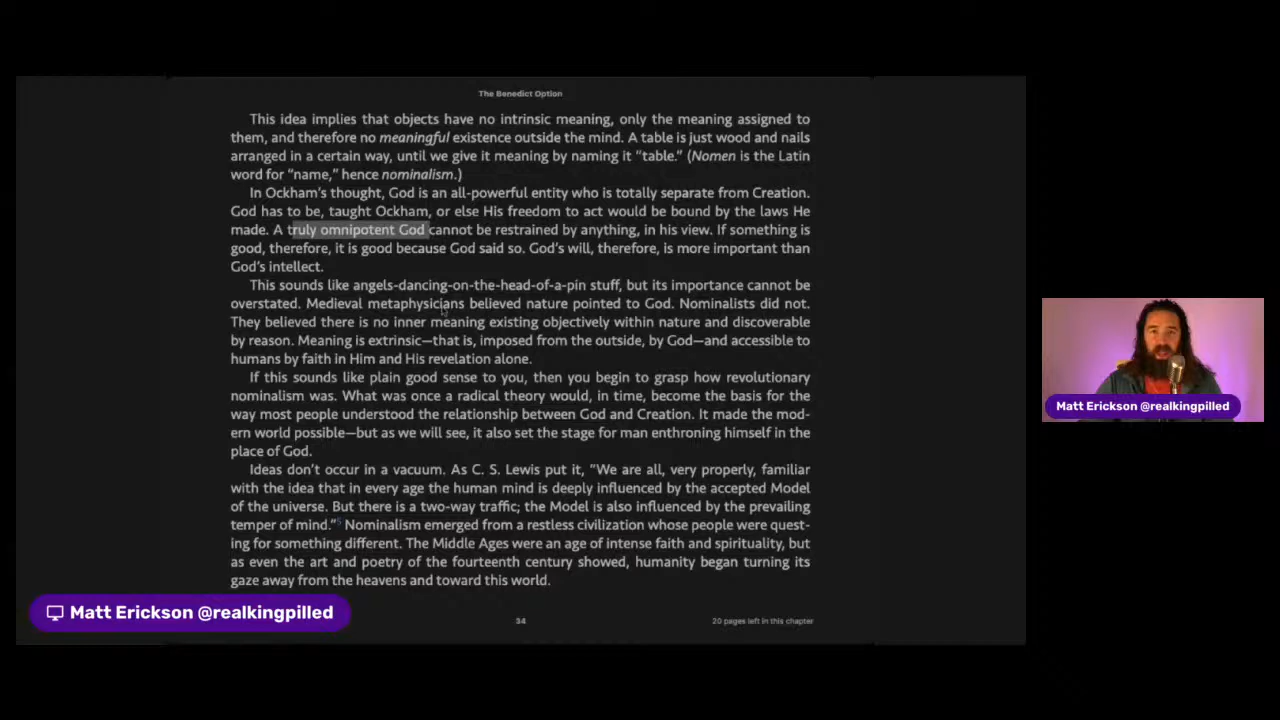 The Benedict Option
This idea implies that objects have no intrinsic meaning, only the meaning assigned to
them, and therefore no meaningful existence outside the mind. A table is just wood and nails
arranged in a certain way, until we give it meaning by naming it “table.” (Nomen is the Latin
word for “name,” hence nominalism.)
In Ockham’s thought, God is an all-powerful entity who is totally separate from Creation.
God has to be, taught Ockham, or else His freedom to act would be bound by the laws He
made. A truly omnipotent God cannot be restrained by anything, in his view. If something is
good, therefore, it is good because God said so. God’s will, therefore, is more important than
God’s intellect.
This sounds like angels-dancing-on-the-head-of-a-pin stuff, but its importance cannot be
overstated. Medieval metaphysicians believed nature pointed to God. Nominalists did not.
They believed there is no inner meaning existing objectively within nature and discoverable
by reason. Meaning is extrinsic—that is, imposed from the outside, by God—and accessible to
humans by faith in Him and His revelation alone.
If this sounds like plain good sense to you, then you begin to grasp how revolutionary
nominalism was. What was once a radical theory would, in time, become the basis for the
way most people understood the relationship between God and Creation. It made the mod-
ern world possible—but as we will see, it also set the stage for man enthroning himself in the
place of God.
Ideas don’t occur in a vacuum. As C. S. Lewis put it, “We are all, very properly, familiar
with the idea that in every age the human mind is deeply influenced by the accepted Model
of the universe. But there is a two-way traffic; the Model is also influenced by the prevailing
temper of mind.”5 Nominalism emerged from a restless civilization whose people were quest-
ing for something different. The Middle Ages were an age of intense faith and spirituality, but
as even the art and poetry of the fourteenth century showed, humanity began turning its
gaze away from the heavens and toward this world.
34
20 pages left in this chapter
Matt Erickson @realkingpilled
Matt Erickson @realkingpilled